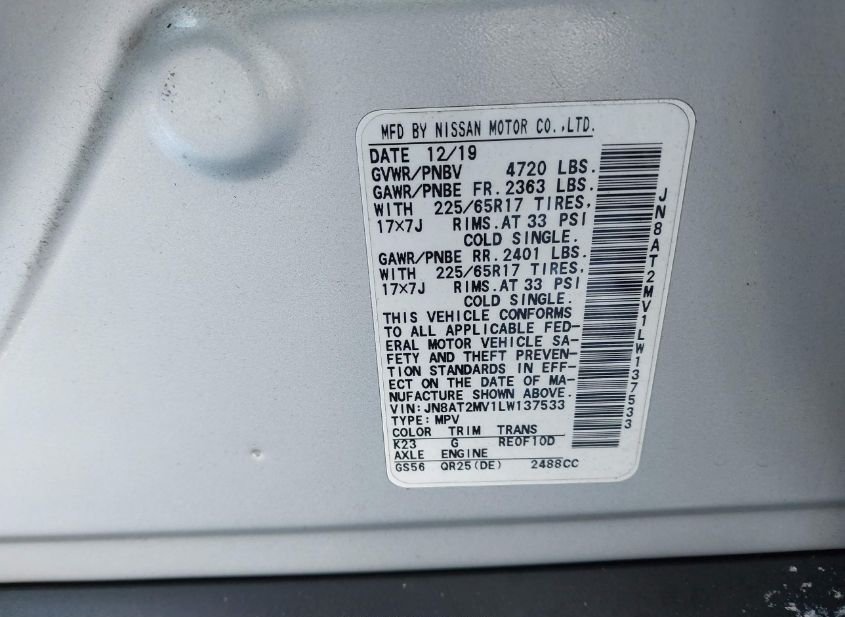 MFD BY NISSAN MOTOR CO.,LTD.
DATE 12/19
GVWR/PNBV 4720 LBS.
GAWR/PNBE FR. 2363 LBS.
WITH 225/65R17 TIRES,
17×7J RIMS.AT 33 PSI
COLD SINGLE.
GAWR/PNBE RR. 2401 LBS.
WITH 225/65R17 TIRES,
17×7J RIMS.AT 33 PSI
COLD SINGLE.
THIS VEHICLE CONFORMS
TO ALL APPLICABLE FED-
ERAL MOTOR VEHICLE SA-
FETY AND THEFT PREVEN-
TION STANDARDS IN EFF-
ECT ON THE DATE OF MA-
NUFACTURE SHOWN ABOVE.
VIN:JN8AT2MV1LW137533
TYPE:MPV
COLOR TRIM TRANS
K23 G RE0F10D
AXLE ENGINE
GS56 QR25(DE) 2488CC
JN8AT2MV1LW137533